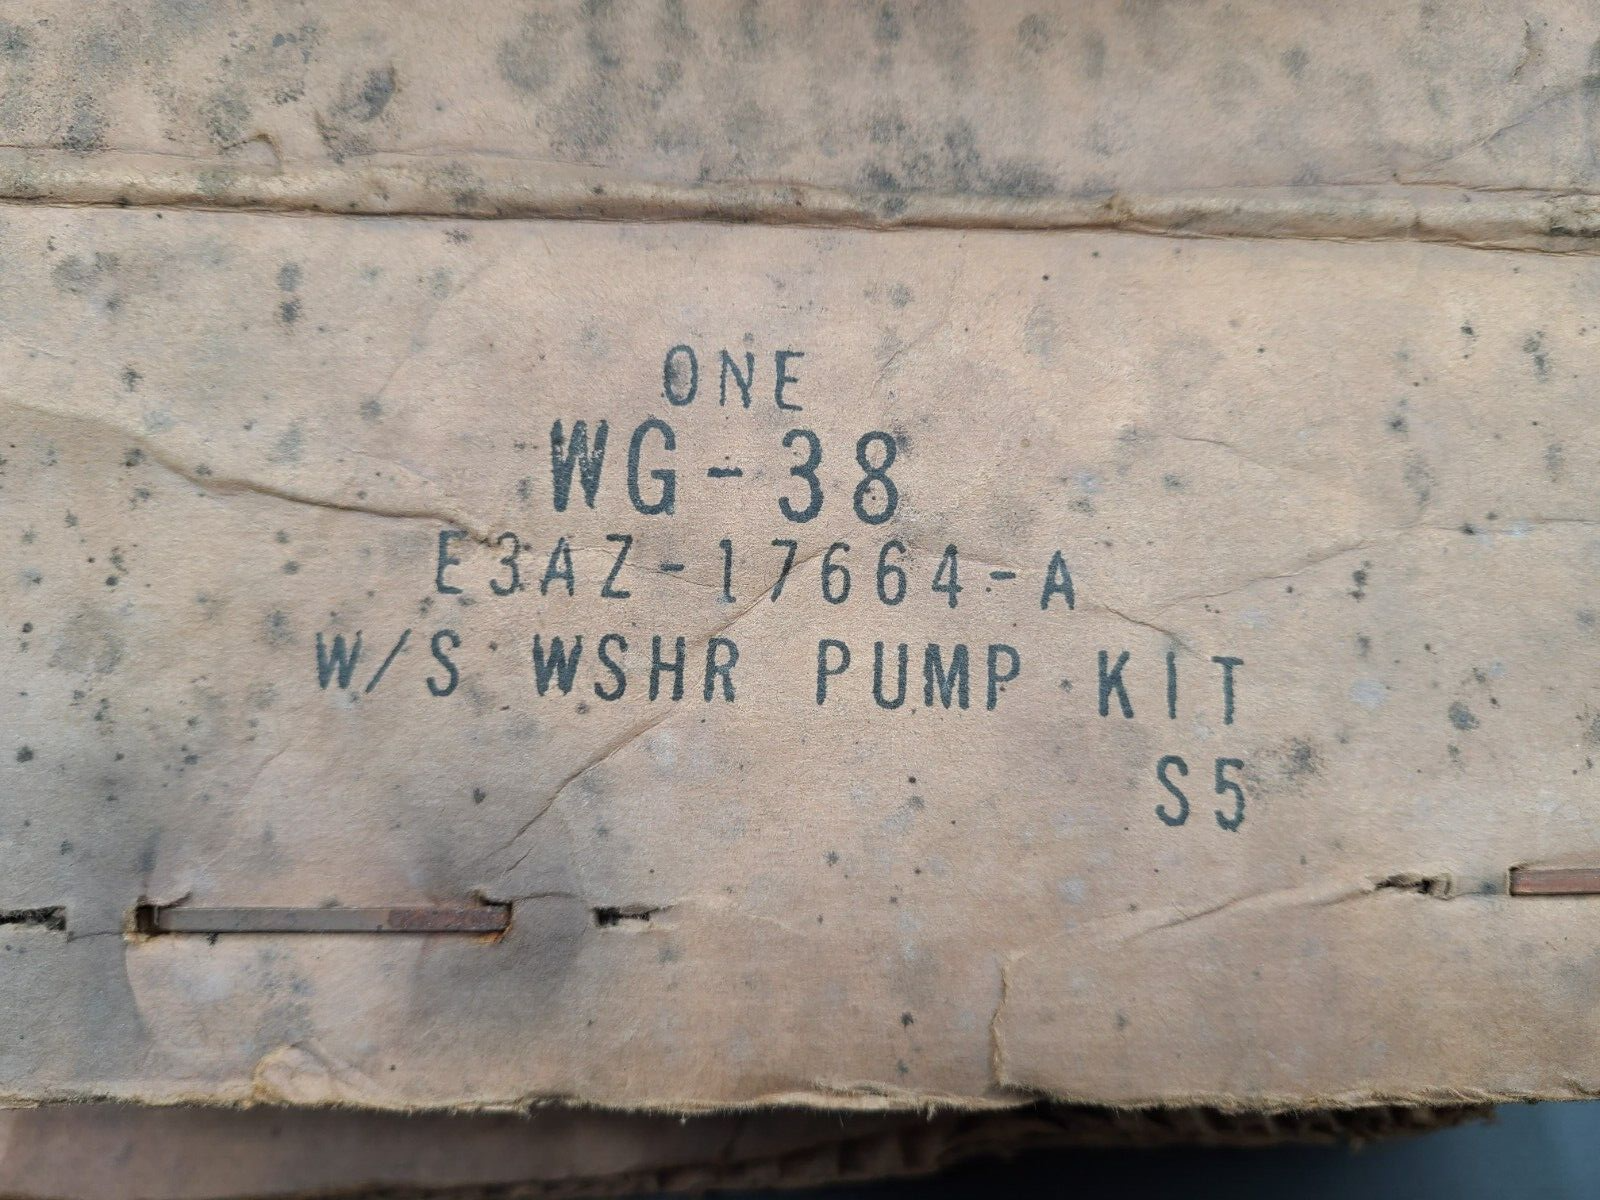 ONE
WG-38
E3AZ-17664-A
W/S WSHR PUMP KIT
S5